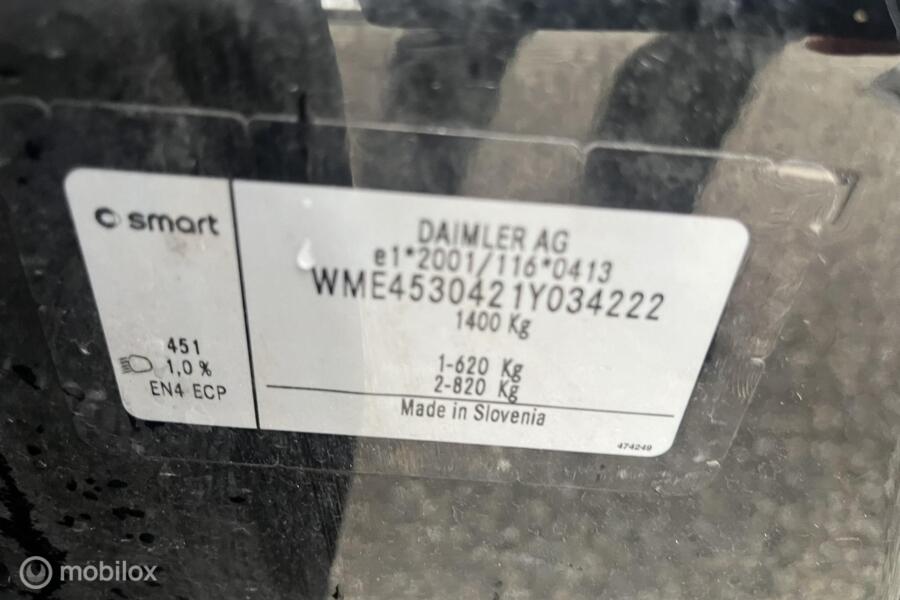 smart
451
1,0 %
EN4 ECP
DAIMLER AG
e1*2001/116*0413
WME4530421Y034222
1400 Kg
1-620 Kg
2-820 Kg
Made in Slovenia
474249
mobilox